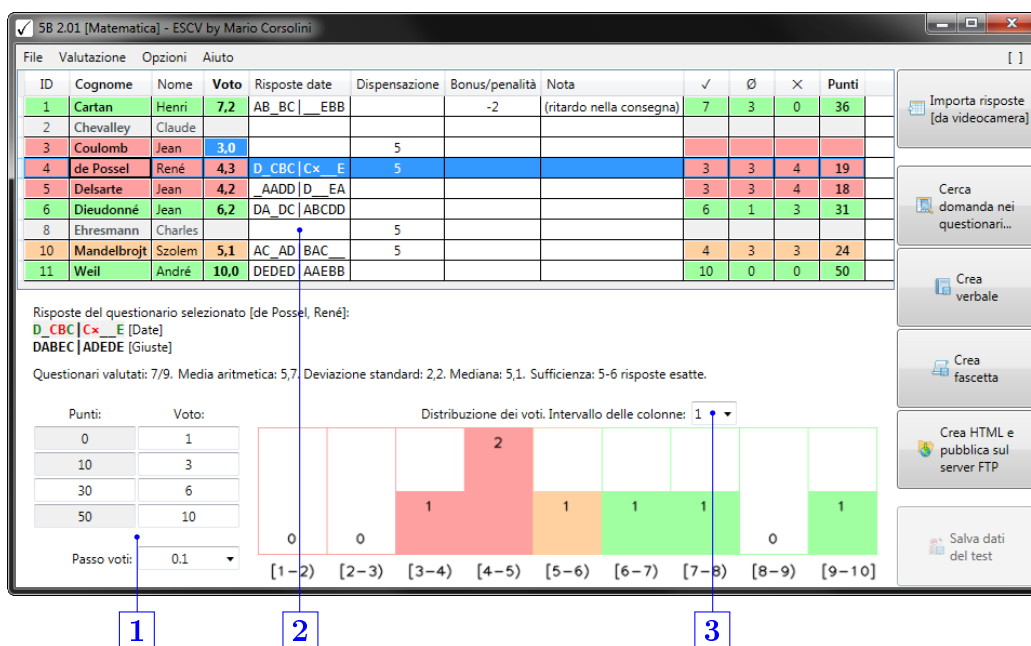 5B 2.01 [Matematica] - ESCV by Mario Corsolini
File Valutazione Opzioni Aiuto [ ]
ID Cognome Nome Voto Risposte date Dispensazione Bonus/penalità Nota ✓ Ø × Punti
1 Cartan Henri 7,2 AB_BC|__EBB -2 (ritardo nella consegna) 7 3 0 36
2 Chevalley Claude
3 Coulomb Jean 3,0 5
4 de Possel René 4,3 D_CBC|C×__E 5 3 3 4 19
5 Delsarte Jean 4,2 _AADD|D__EA 3 3 4 18
6 Dieudonné Jean 6,2 DA_DC|ABCDD 6 1 3 31
8 Ehresmann Charles 5
10 Mandelbrojt Szolem 5,1 AC_AD|BAC__ 5 4 3 3 24
11 Weil André 10,0 DEDED|AAEBB 10 0 0 50
Importa risposte
[da videocamera]
Cerca
domanda nei
questionari...
Crea
verbale
Crea
fascetta
Crea HTML e
pubblica sul
server FTP
Salva dati
del test
Risposte del questionario selezionato [de Possel, René]:
D_CBC|C×__E [Date]
DABEC|ADEDE [Giuste]
Questionari valutati: 7/9. Media aritmetica: 5,7. Deviazione standard: 2,2. Mediana: 5,1. Sufficienza: 5-6 risposte esatte.
Punti: Voto:
0 1
10 3
30 6
50 10
Passo voti: 0.1
Distribuzione dei voti. Intervallo delle colonne: 1
0 0 1 2 1 1 1 0 1
[1-2) [2-3) [3-4) [4-5) [5-6) [6-7) [7-8) [8-9) [9-10]
1 2 3